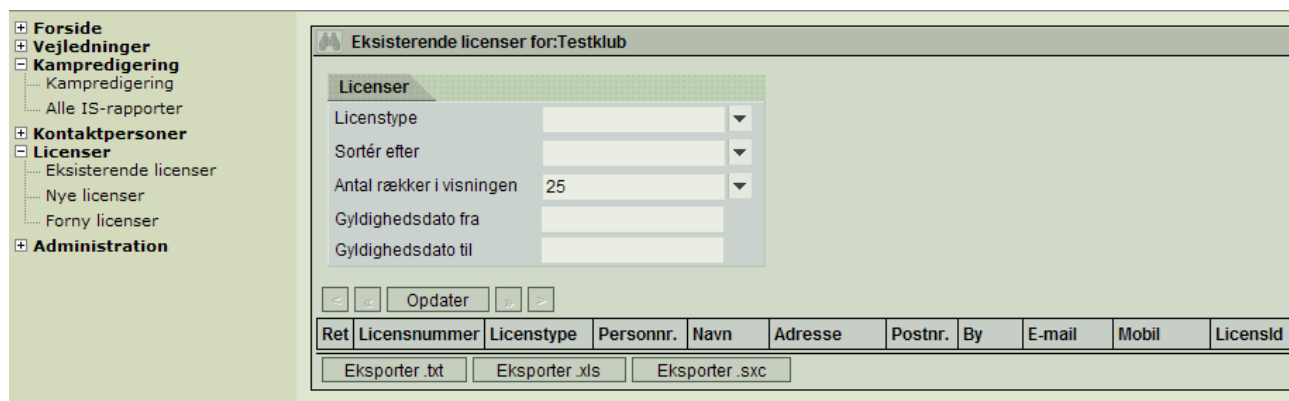 Forside
Vejledninger
Kampredigering
Kampredigering
Alle IS-rapporter
Kontaktpersoner
Licenser
Eksisterende licenser
Nye licenser
Forny licenser
Administration
Eksisterende licenser for:Testklub
Licenser
Licenstype
Sortér efter
Antal rækker i visningen 25
Gyldighedsdato fra
Gyldighedsdato til
< « Opdater » >
Ret Licensnummer Licenstype Personnr. Navn Adresse Postnr. By E-mail Mobil LicensId
Eksporter .txt Eksporter .xls Eksporter .sxc